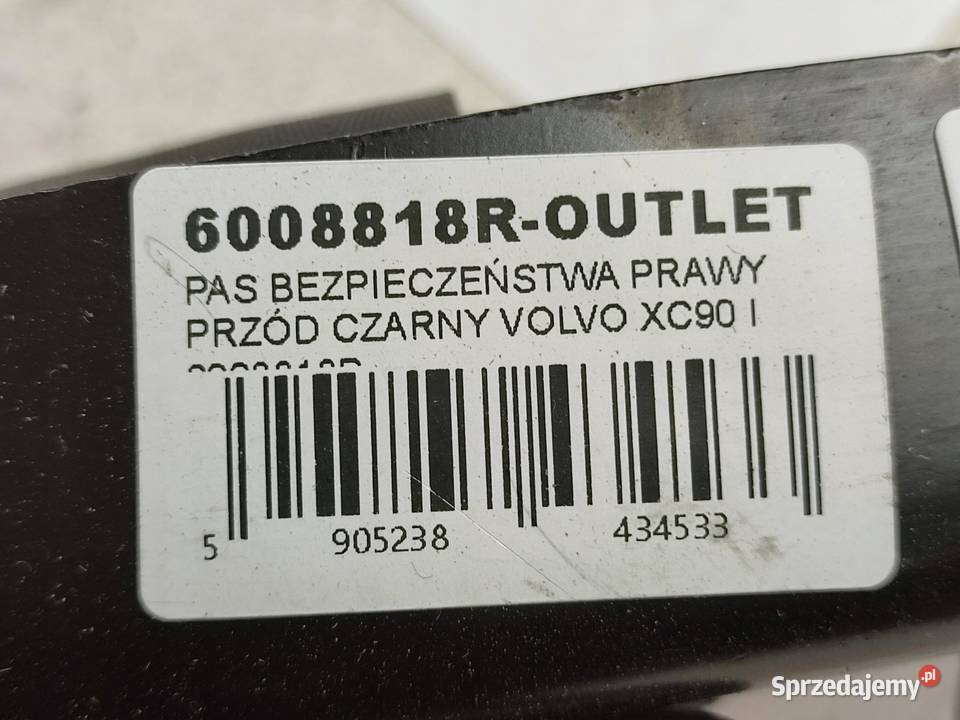 6008818R-OUTLET
PAS BEZPIECZEŃSTWA PRAWY
PRZÓD CZARNY VOLVO XC90 I
5 905238 434533
Sprzedajemy.pl